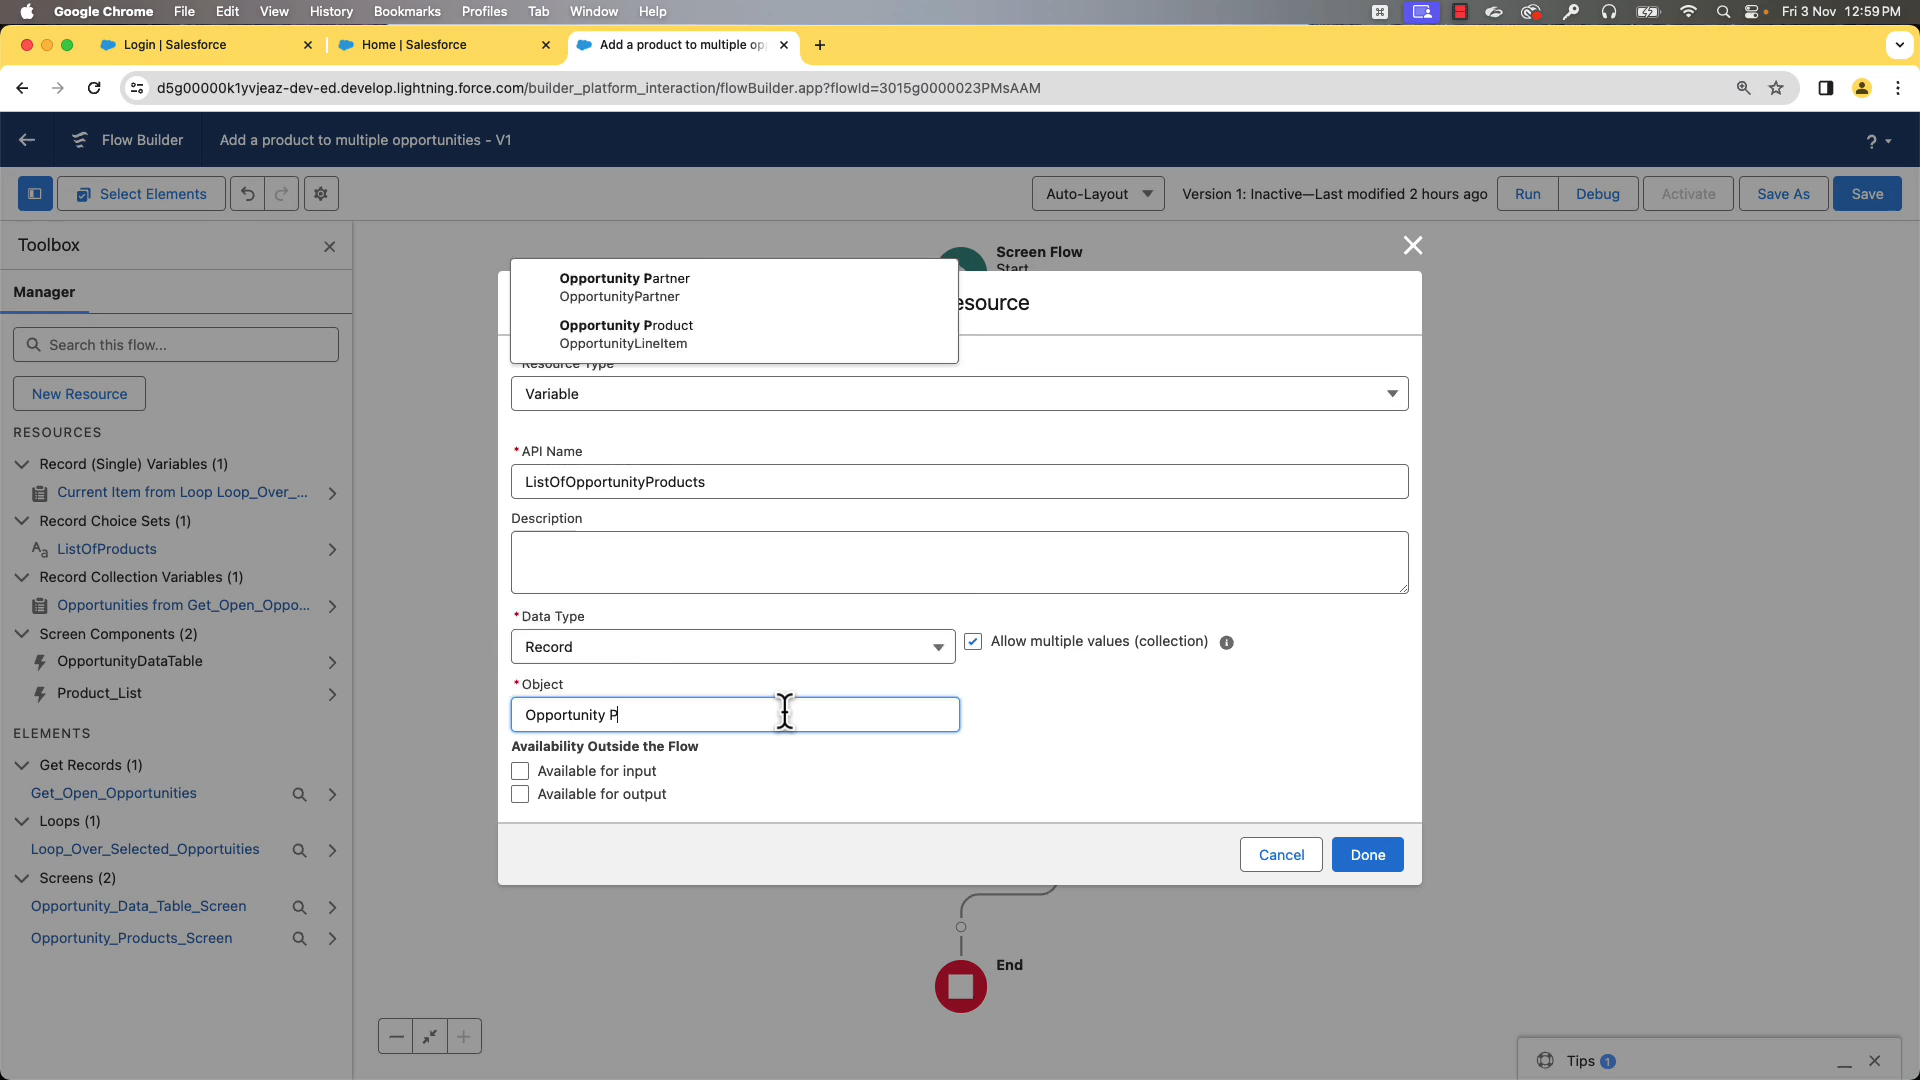 Google Chrome File Edit View History Bookmarks Profiles Tab Window Help Fri 3 Nov 12:59 PM
Login | Salesforce Home | Salesforce Add a product to multiple op
d5g00000k1yvjeaz-dev-ed.develop.lightning.force.com/builder_platform_interaction/flowBuilder.app?flowId=3015g0000023PMsAAM
Flow Builder Add a product to multiple opportunities - V1 ?
Select Elements Auto-Layout Version 1: Inactive—Last modified 2 hours ago Run Debug Activate Save As Save
Toolbox
Manager
Search this flow...
New Resource
RESOURCES
Record (Single) Variables (1)
Current Item from Loop Loop_Over_...
Record Choice Sets (1)
Aa ListOfProducts
Record Collection Variables (1)
Opportunities from Get_Open_Oppo...
Screen Components (2)
OpportunityDataTable
Product_List
ELEMENTS
Get Records (1)
Get_Open_Opportunities
Loops (1)
Loop_Over_Selected_Opportuities
Screens (2)
Opportunity_Data_Table_Screen
Opportunity_Products_Screen
Screen Flow
Start
esource
Opportunity Partner
OpportunityPartner
Opportunity Product
OpportunityLineItem
Resource Type
Variable
* API Name
ListOfOpportunityProducts
Description
* Data Type
Record
Allow multiple values (collection)
* Object
Opportunity P
Availability Outside the Flow
Available for input
Available for output
Cancel Done
End
Tips 1